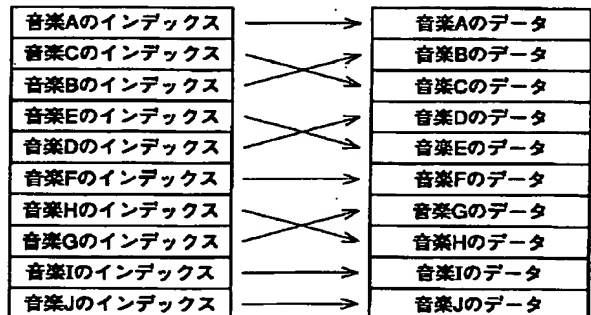 音楽Aのインデックス
音楽Cのインデックス
音楽Bのインデックス
音楽Eのインデックス
音楽Dのインデックス
音楽Fのインデックス
音楽Hのインデックス
音楽Gのインデックス
音楽Iのインデックス
音楽Jのインデックス
音楽Aのデータ
音楽Bのデータ
音楽Cのデータ
音楽Dのデータ
音楽Eのデータ
音楽Fのデータ
音楽Gのデータ
音楽Hのデータ
音楽Iのデータ
音楽Jのデータ